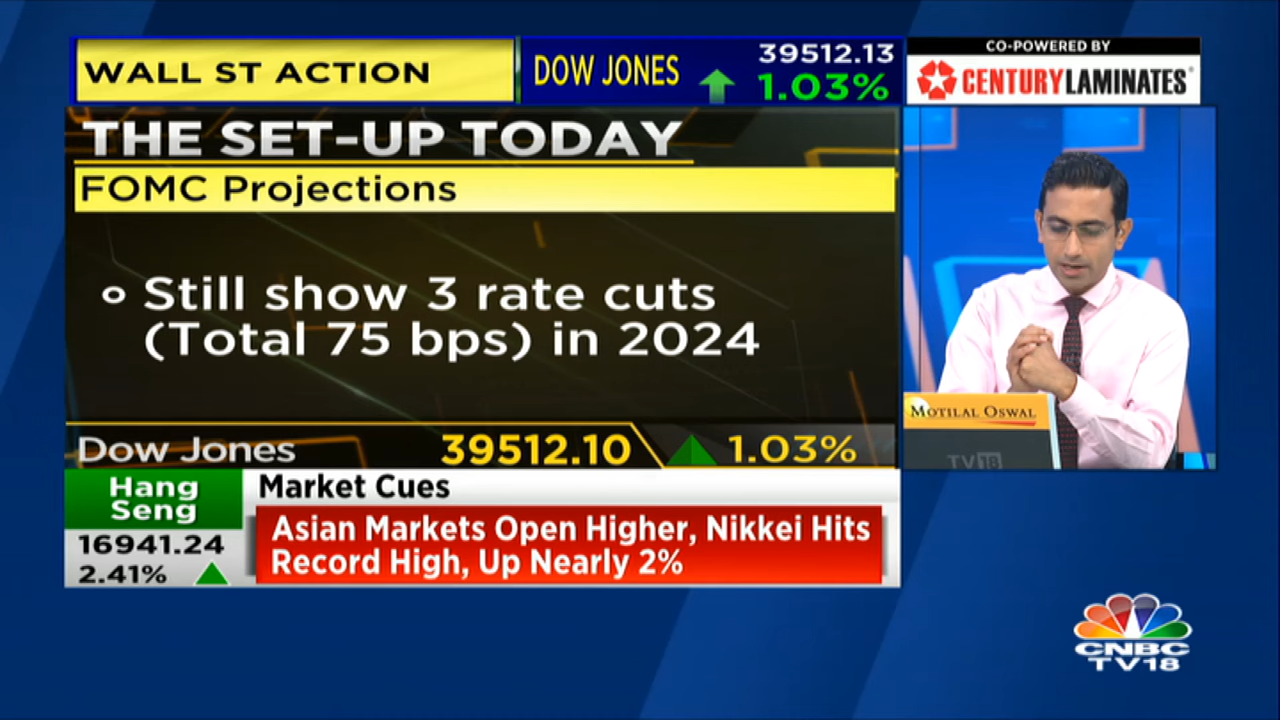 WALL ST ACTION
DOW JONES
39512.13
1.03%
CO-POWERED BY
CENTURYLAMINATES®
THE SET-UP TODAY
FOMC Projections
Still show 3 rate cuts
(Total 75 bps) in 2024
MOTILAL OSWAL
TV18
Dow Jones 39512.10 1.03%
Hang
Seng
16941.24
2.41%
Market Cues
Asian Markets Open Higher, Nikkei Hits
Record High, Up Nearly 2%
CNBC
TV18